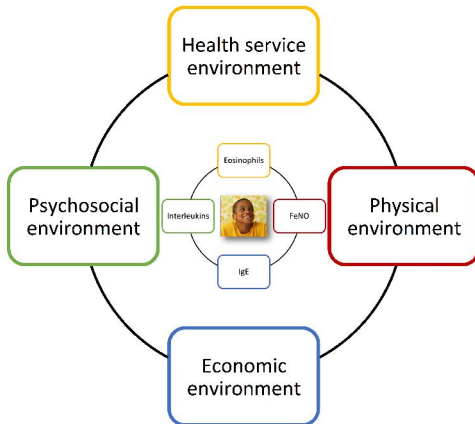 Health service
environment
Eosinophils
Psychosocial
environment
Interleukins
FeNO
Physical
environment
IgE
Economic
environment